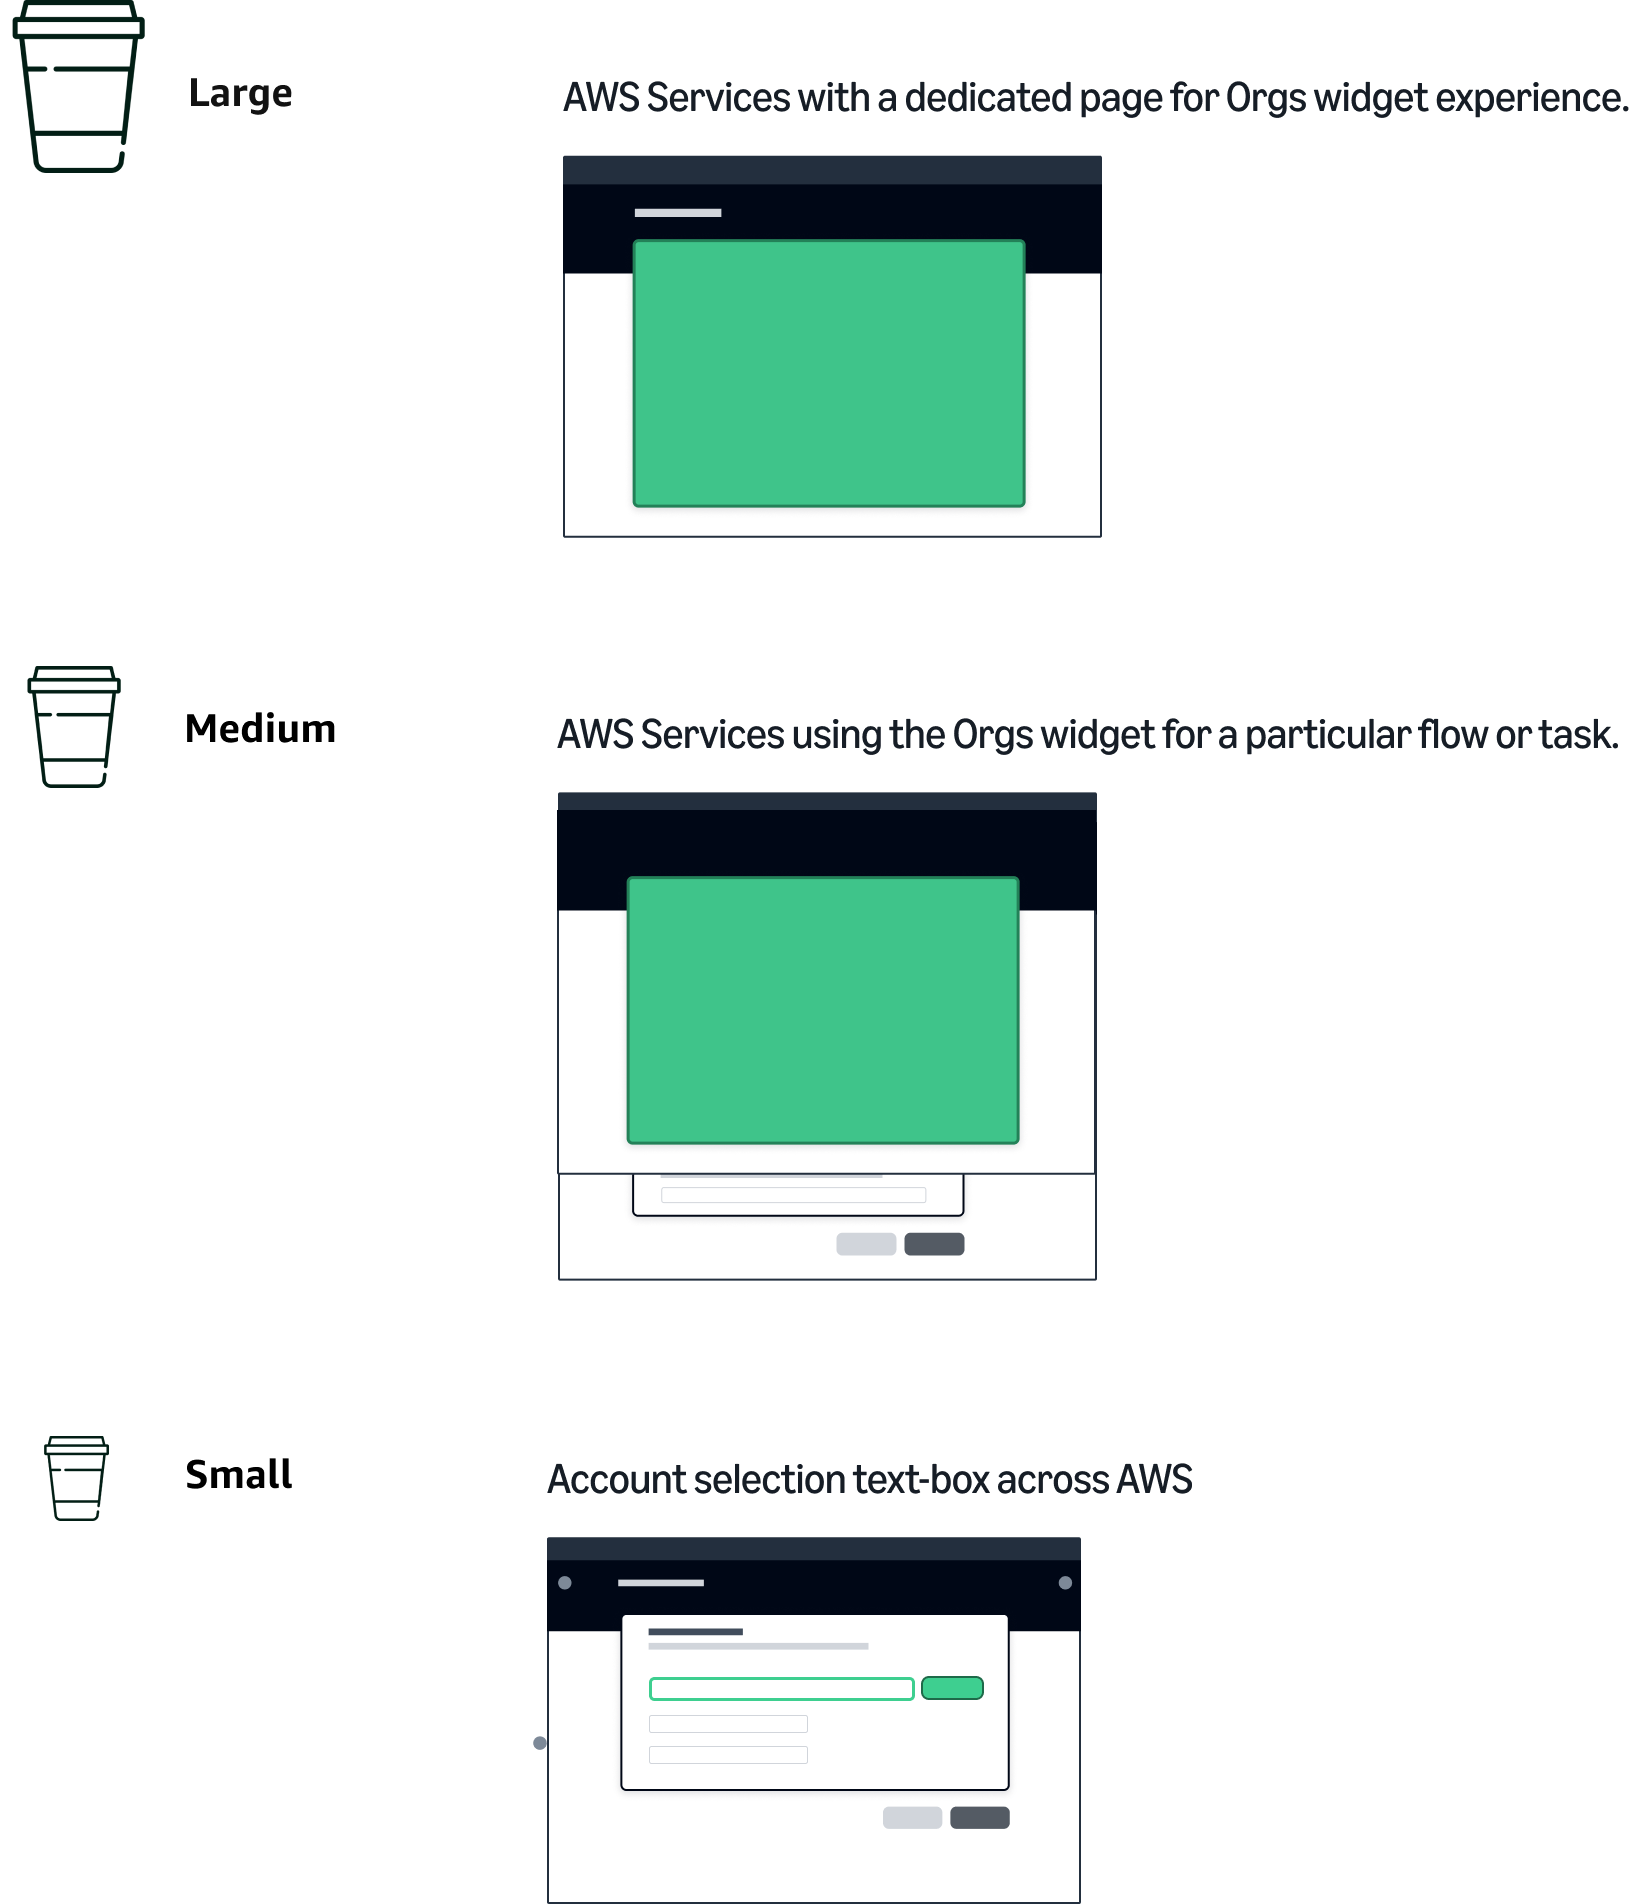 Large
AWS Services with a dedicated page for Orgs widget experience.
Medium
AWS Services using the Orgs widget for a particular flow or task.
Small
Account selection text-box across AWS